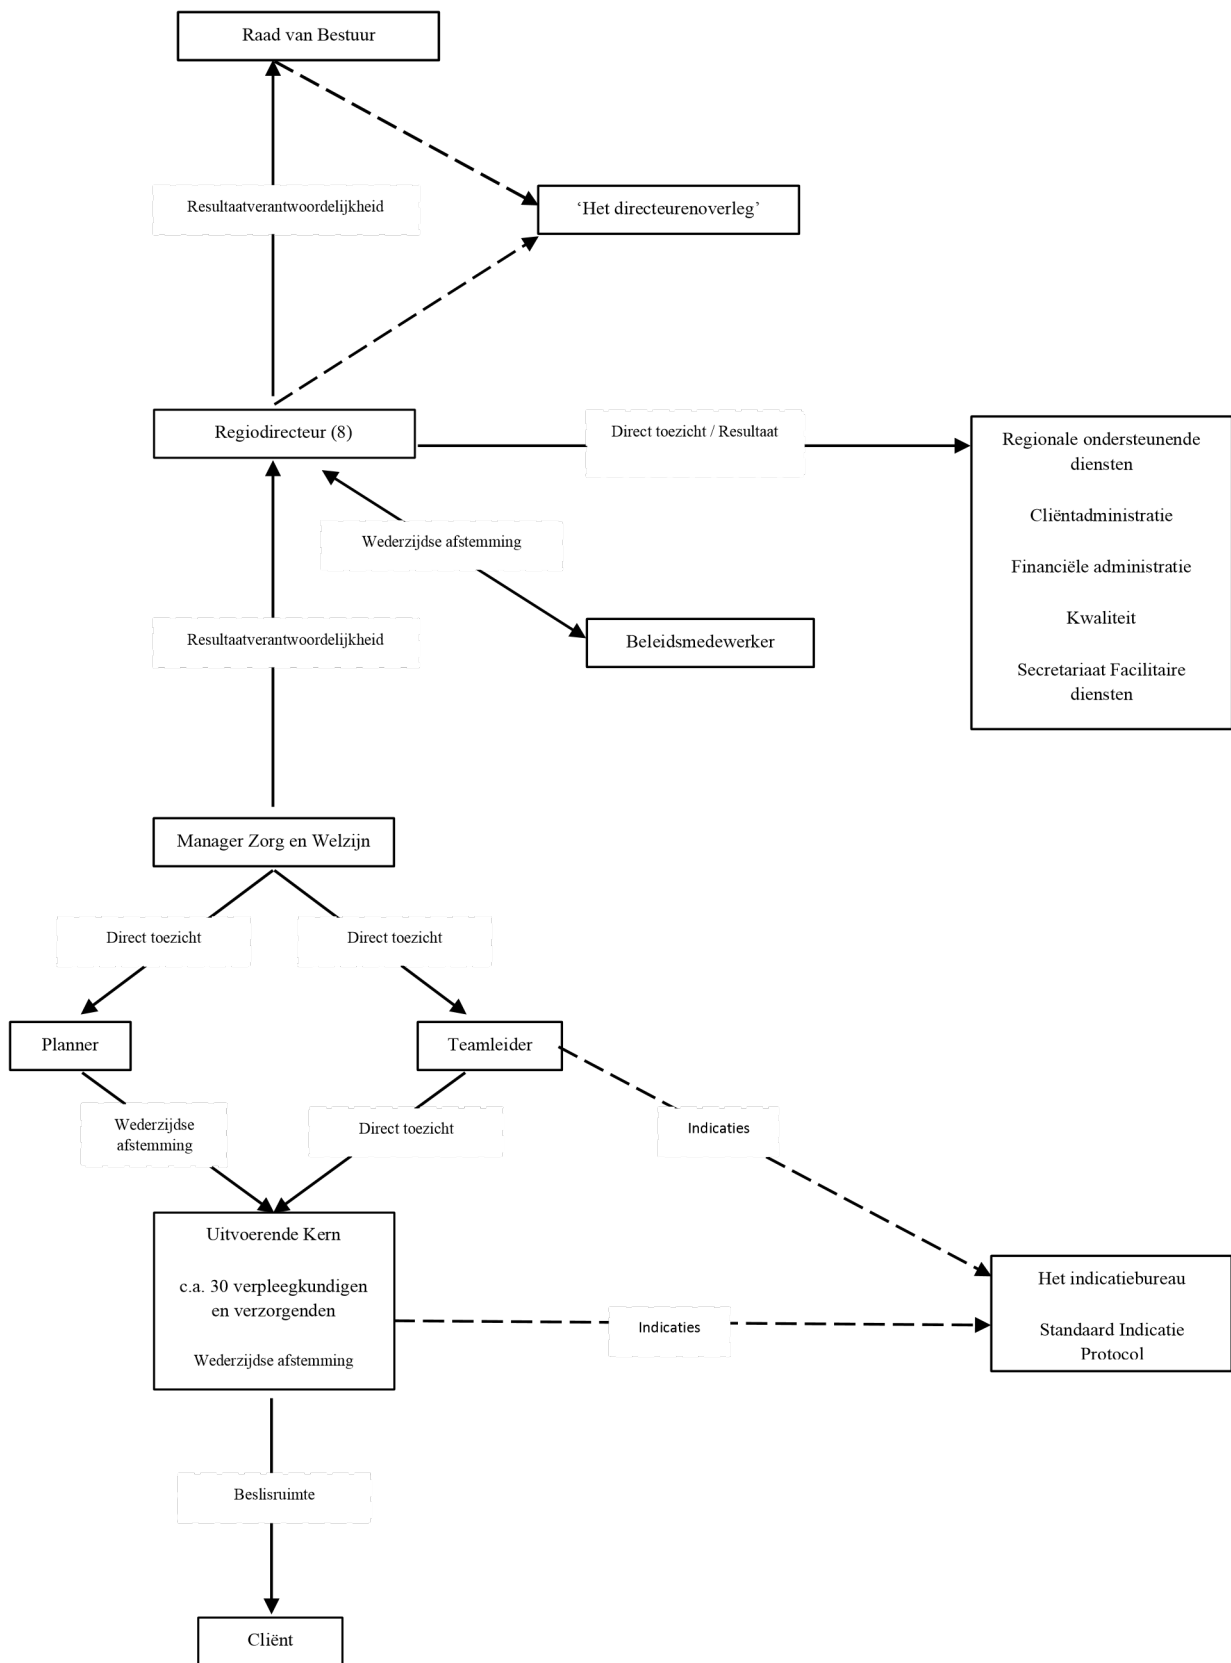 Raad van Bestuur
Resultaatverantwoordelijkheid
‘Het directeurenoverleg’
Regiodirecteur (8)
Direct toezicht / Resultaat
Regionale ondersteunende
diensten
Cliëntadministratie
Financiële administratie
Kwaliteit
Secretariaat Facilitaire
diensten
Wederzijdse afstemming
Beleidsmedewerker
Resultaatverantwoordelijkheid
Manager Zorg en Welzijn
Direct toezicht
Direct toezicht
Planner
Teamleider
Wederzijdse
afstemming
Direct toezicht
Indicaties
Uitvoerende Kern
c.a. 30 verpleegkundigen
en verzorgenden
Wederzijdse afstemming
Indicaties
Het indicatiebureau
Standaard Indicatie
Protocol
Beslisruimte
Cliënt